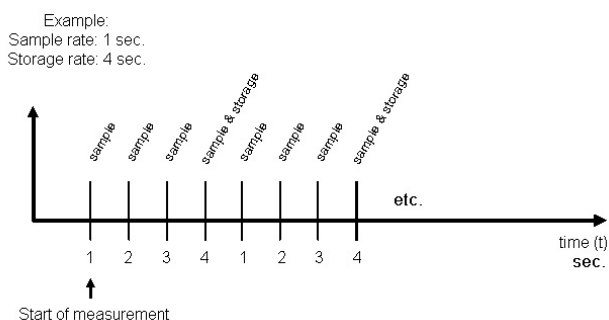 Example:
Sample rate: 1 sec.
Storage rate: 4 sec.
sample
sample
sample
sample & storage
sample
sample
sample
sample & storage
etc.
1
2
3
4
1
2
3
4
time (t)
sec.
Start of measurement